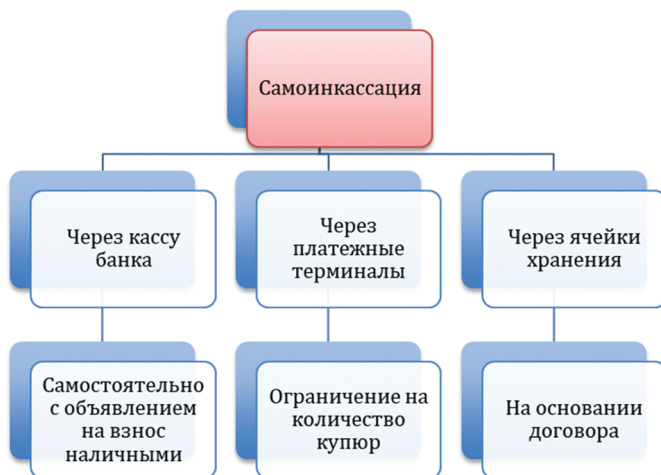 Самоинкассация
Через кассу
банка
Через
платежные
терминалы
Через ячейки
хранения
Самостоятельно
с объявлением
на взнос
наличными
Ограничение на
количество
купюр
На основании
договора